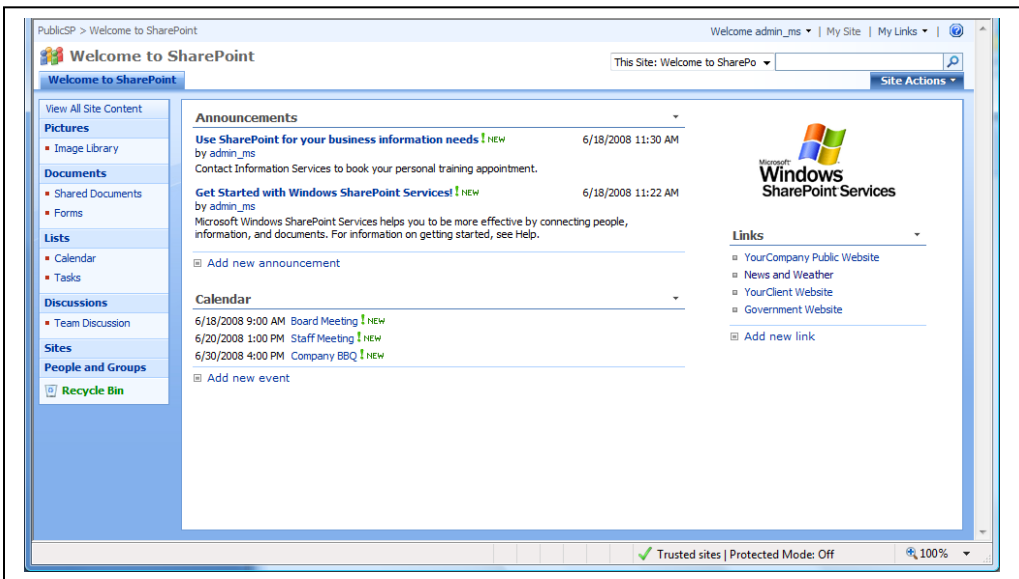 PublicSP > Welcome to SharePoint
Welcome admin_ms | My Site | My Links |
Welcome to SharePoint
This Site: Welcome to SharePo
Welcome to SharePoint
Site Actions
View All Site Content
Pictures
Image Library
Documents
Shared Documents
Forms
Lists
Calendar
Tasks
Discussions
Team Discussion
Sites
People and Groups
Recycle Bin
Announcements
Use SharePoint for your business information needs ! NEW 6/18/2008 11:30 AM
by admin_ms
Contact Information Services to book your personal training appointment.
Get Started with Windows SharePoint Services! ! NEW 6/18/2008 11:22 AM
by admin_ms
Microsoft Windows SharePoint Services helps you to be more effective by connecting people,
information, and documents. For information on getting started, see Help.
Add new announcement
Calendar
6/18/2008 9:00 AM Board Meeting ! NEW
6/20/2008 1:00 PM Staff Meeting ! NEW
6/30/2008 4:00 PM Company BBQ ! NEW
Add new event
Microsoft
Windows
SharePoint Services
Links
YourCompany Public Website
News and Weather
YourClient Website
Government Website
Add new link
Trusted sites | Protected Mode: Off
100%